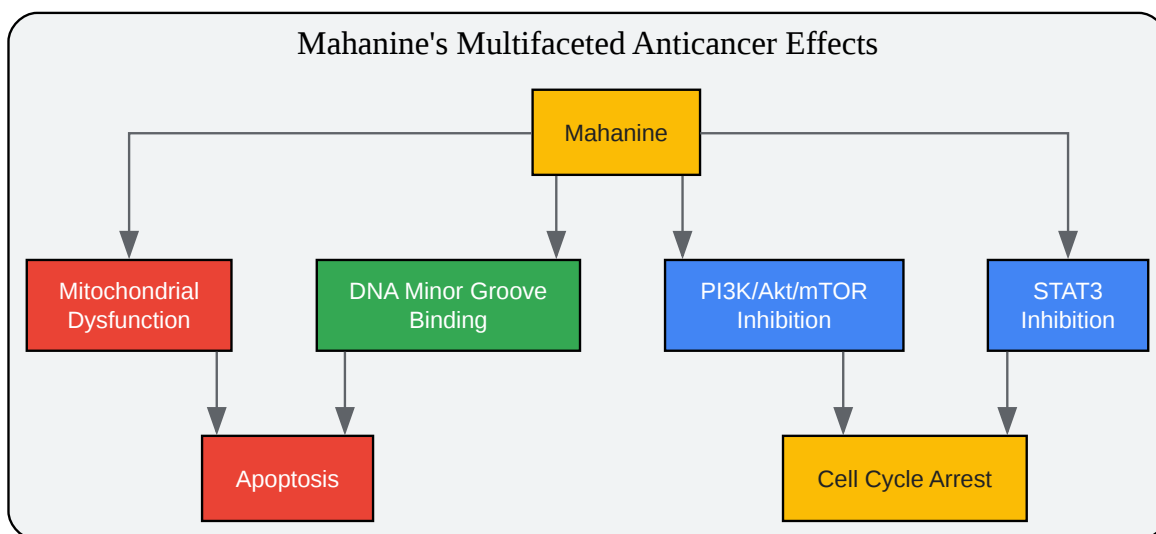 Mahanine's Multifaceted Anticancer Effects
Mahanine
Mitochondrial
Dysfunction
DNA Minor Groove
Binding
PI3K/Akt/mTOR
Inhibition
STAT3
Inhibition
Apoptosis
Cell Cycle Arrest